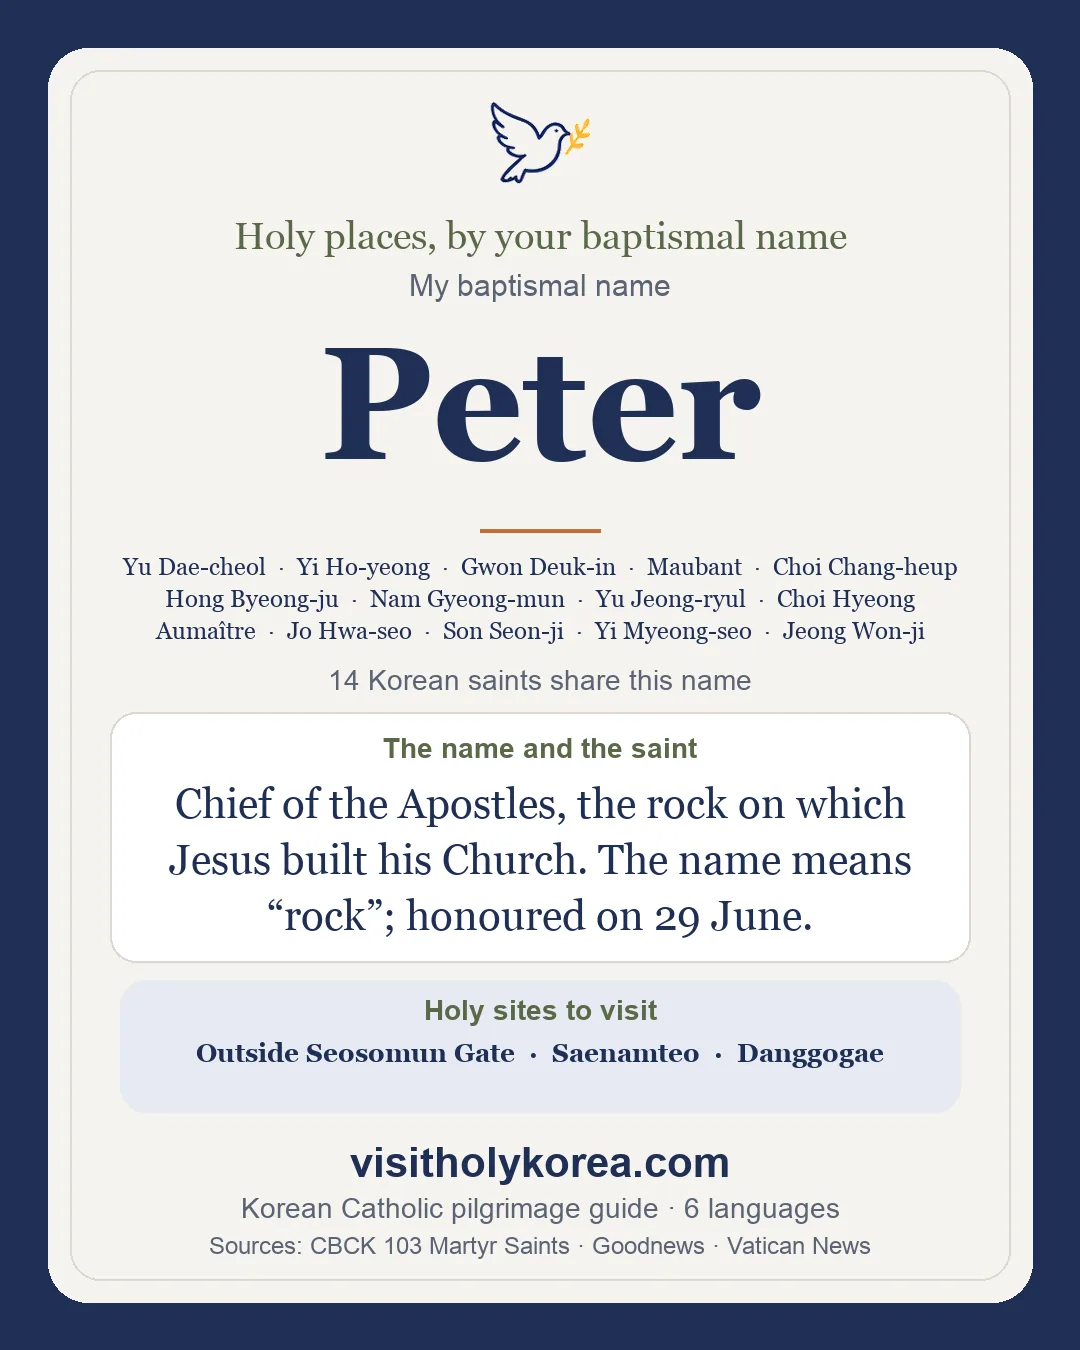 Holy places, by your baptismal name
My baptismal name
Peter
Yu Dae-cheol · Yi Ho-yeong · Gwon Deuk-in · Maubant · Choi Chang-heup
Hong Byeong-ju · Nam Gyeong-mun · Yu Jeong-ryul · Choi Hyeong
Aumaître · Jo Hwa-seo · Son Seon-ji · Yi Myeong-seo · Jeong Won-ji
14 Korean saints share this name
The name and the saint
Chief of the Apostles, the rock on which
Jesus built his Church. The name means
“rock”; honoured on 29 June.
Holy sites to visit
Outside Seosomun Gate · Saenamteo · Danggogae
visitholykorea.com
Korean Catholic pilgrimage guide · 6 languages
Sources: CBCK 103 Martyr Saints · Goodnews · Vatican News